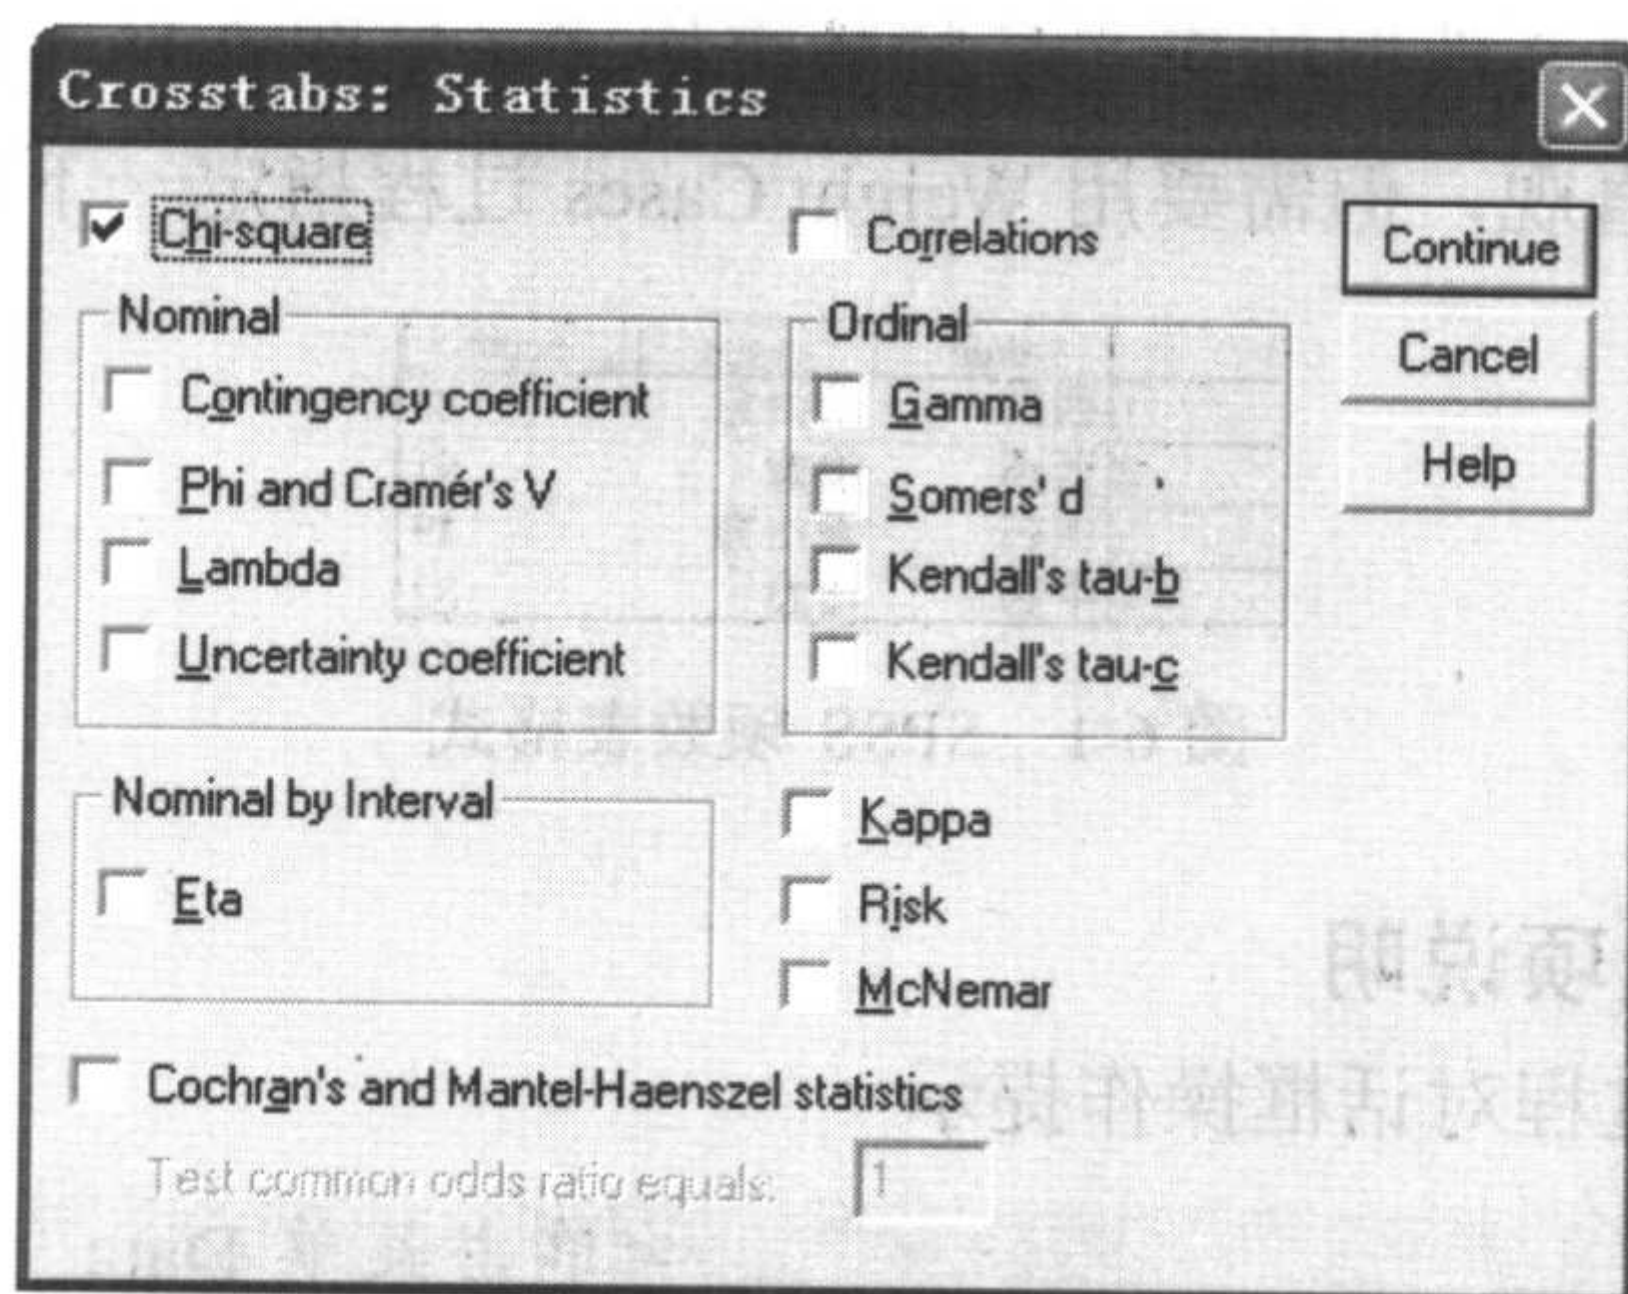 Crosstabs: Statistics
Chi-square
Correlations
Continue
Cancel
Help
Nominal
Contingency coefficient
Phi and Cramér's V
Lambda
Uncertainty coefficient
Ordinal
Gamma
Somers' d
Kendall's tau-b
Kendall's tau-c
Nominal by Interval
Eta
Kappa
Risk
McNemar
Cochran's and Mantel-Haenszel statistics
Test common odds ratio equals:
1